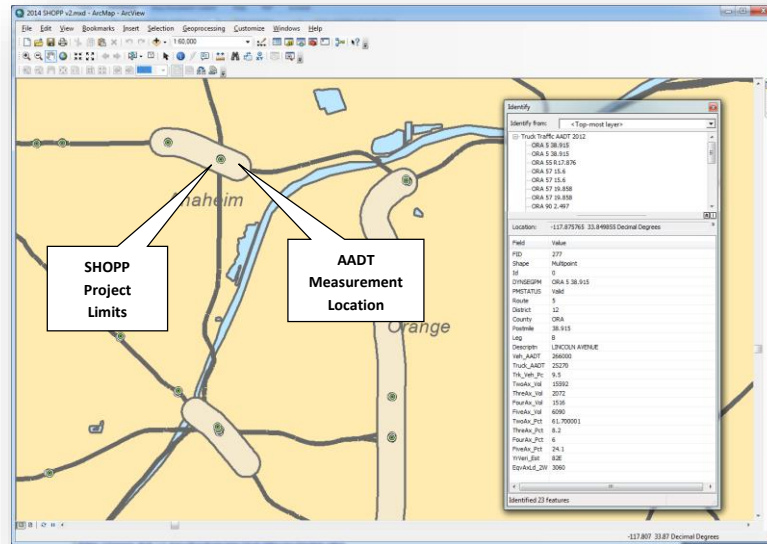 2014 SHOPP v2.mxd - ArcMap - ArcView
File Edit View Bookmarks Insert Selection Geoprocessing Customize Windows Help
1:60,000
Anaheim
Orange
SHOPP
Project
Limits
AADT
Measurement
Location
Identify
Identify from: <Top-most layer>
Truck Traffic AADT 2012
ORA 5 38.915
ORA 5 38.915
ORA 55 R17.876
ORA 57 15.6
ORA 57 15.6
ORA 57 19.858
ORA 57 19.858
ORA 90 2.497
Location: -117.875765 33.849855 Decimal Degrees
Field Value
FID 277
Shape Multipoint
Id 0
DYNSEGPM ORA 5 38.915
PMSTATUS Valid
Route 5
District 12
County ORA
Postmile 38.915
Leg B
Descriptn LINCOLN AVENUE
Veh_AADT 266000
Truck_AADT 25270
Trk_Veh_Pc 9.5
TwoAx_Vol 15592
ThreAx_Vol 2072
FourAx_Vol 1516
FiveAx_Vol 6090
TwoAx_Pct 61.700001
ThreAx_Pct 8.2
FourAx_Pct 6
FiveAx_Pct 24.1
YrVeri_Est 82E
EqvAxLd_2W 3060
Identified 23 features
-117.807 33.87 Decimal Degrees